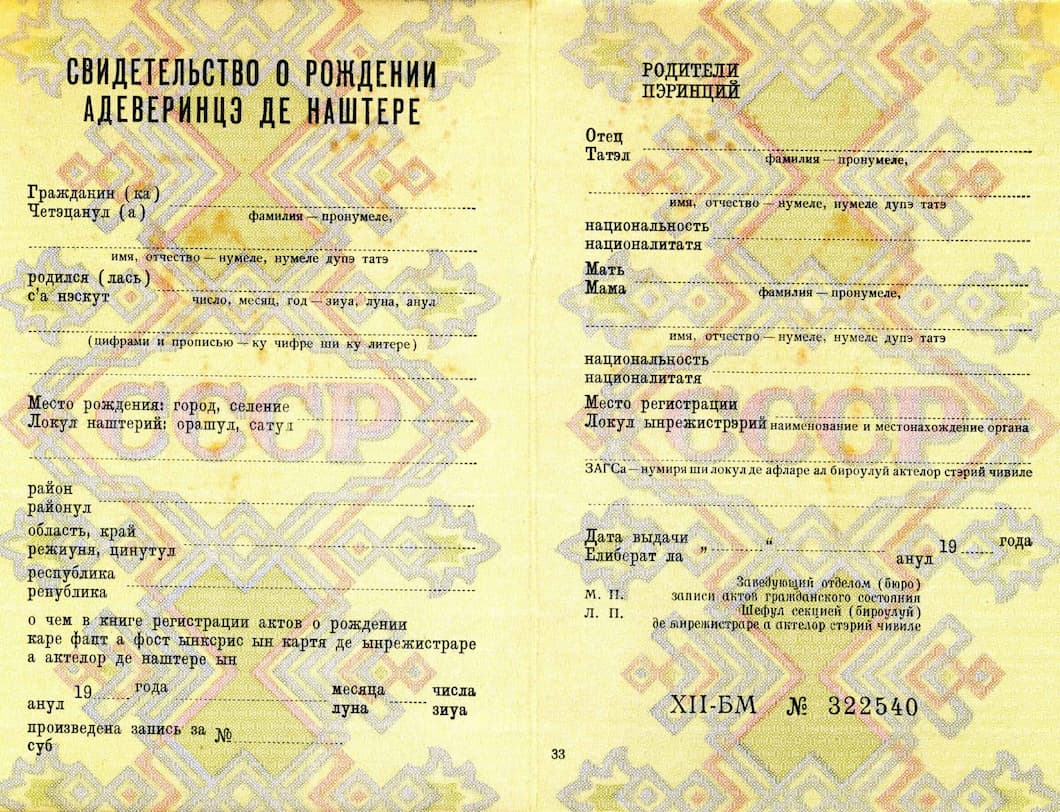 СВИДЕТЕЛЬСТВО О РОЖДЕНИИ
АДЕВЕРИНЦЭ ДЕ НАШТЕРЕ
Гражданин (ка)
Четэцанул (а)
фамилия — пронумеле,
имя, отчество — нумеле, нумеле дупэ татэ
родился (лась)
с'а нэскут
число, месяц, год — зиуа, луна, анул
(цифрами и прописью — ку чифре ши ку литере)
СССР
Место рождения: город, селение
Локул наштерий: орашул, сатул
район
районул
область, край
режиуня, цинутул
республика
република
о чем в книге регистрации актов о рождении
каре фапт а фост ынскрис ын картя де ынрежистраре
а актелор де наштере ын
19 года месяца числа
анул луна зиуа
произведена запись за №
суб
РОДИТЕЛИ
ПЭРИНЦИЙ
Отец
Татэл
фамилия — пронумеле,
имя, отчество — нумеле, нумеле дупэ татэ
национальность
националитатя
Мать
Мама
фамилия — пронумеле,
имя, отчество — нумеле, нумеле дупэ татэ
национальность
националитатя
СССР
Место регистрации
Локул ынрежистрэрий наименование и местонахождение органа
ЗАГСа — нумиря ши локул де афларе ал бироулуй актелор стэрий чивиле
Дата выдачи
Елиберат ла „ “ анул 19 года
Заведующий отделом (бюро)
М. П. записи актов гражданского состояния
Л. П. Шефул секцией (бироулуй)
де ынрежистраре а актелор стэрий чивиле
XII-БМ № 322540
33